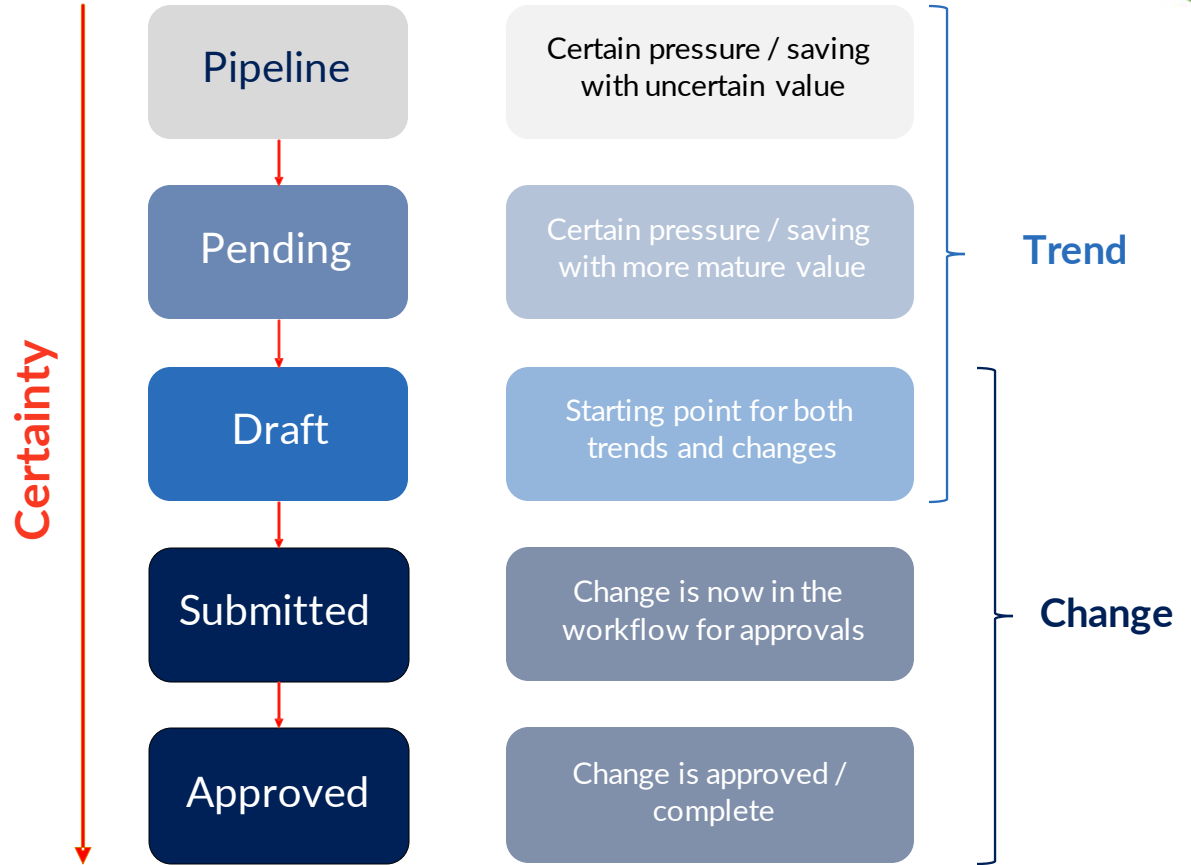 Certainty
Pipeline
Certain pressure / saving
with uncertain value
Pending
Certain pressure / saving
with more mature value
Trend
Draft
Starting point for both
trends and changes
Submitted
Change is now in the
workflow for approvals
Change
Approved
Change is approved /
complete